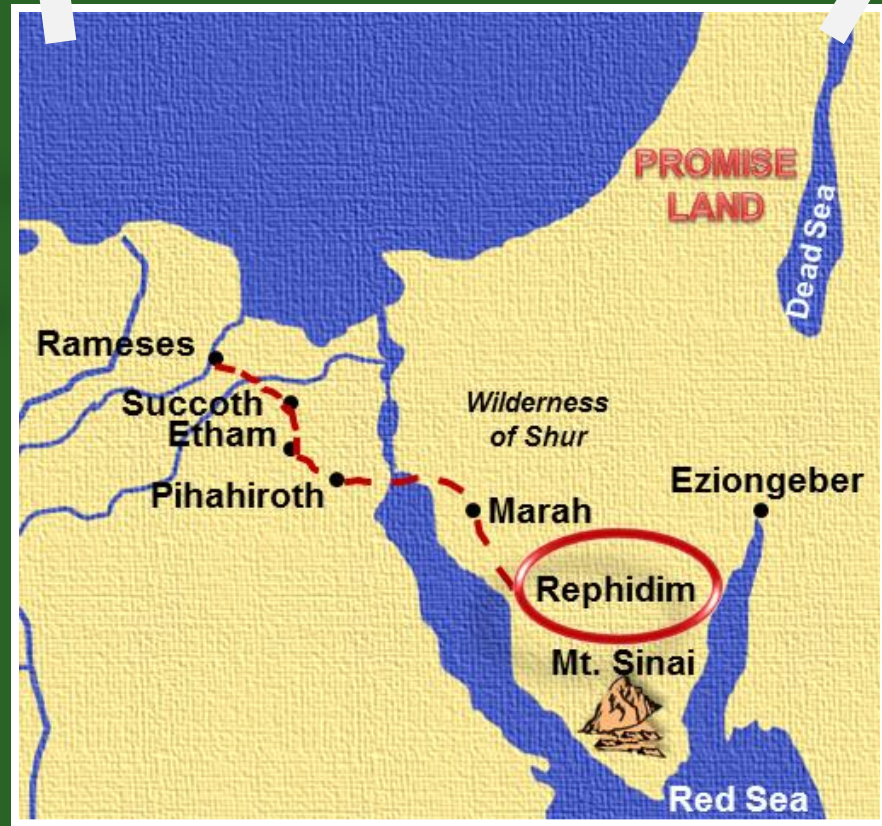 PROMISE
LAND
Dead Sea
Rameses
Succoth
Etham
Pihahiroth
Wilderness
of Shur
Marah
Eziongeber
Rephidim
Mt. Sinai
Red Sea